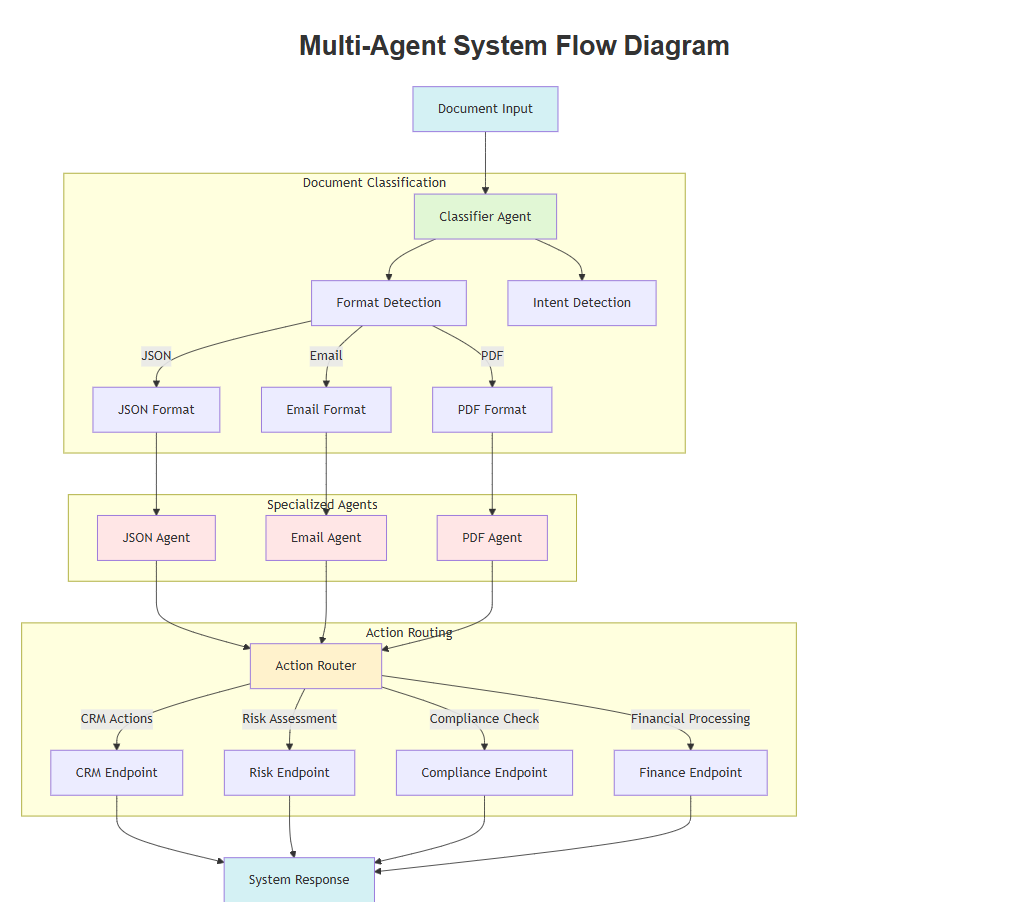 Multi-Agent System Flow Diagram
Document Input
Document Classification
Classifier Agent
Format Detection
Intent Detection
JSON
Email
PDF
JSON Format
Email Format
PDF Format
Specialized Agents
JSON Agent
Email Agent
PDF Agent
Action Routing
Action Router
CRM Actions
Risk Assessment
Compliance Check
Financial Processing
CRM Endpoint
Risk Endpoint
Compliance Endpoint
Finance Endpoint
System Response